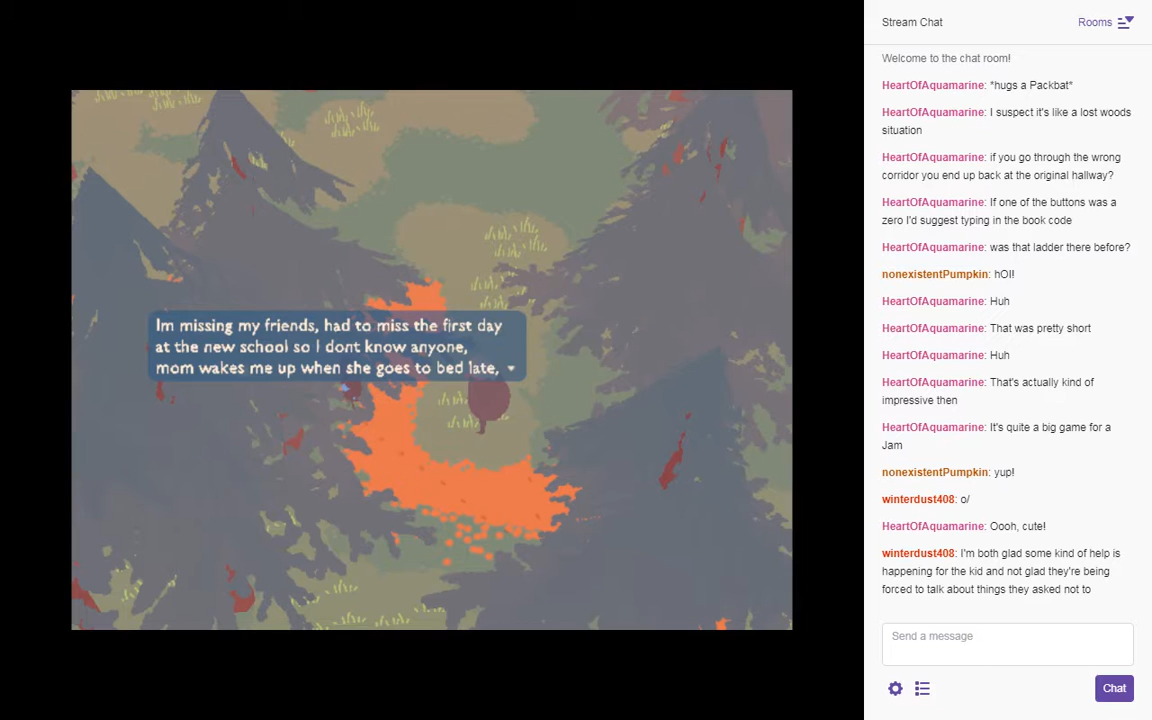 Im missing my friends, had to miss the first day
at the new school so I dont know anyone,
mom wakes me up when she goes to bed late,
Stream Chat
Rooms
Welcome to the chat room!
HeartOfAquamarine: *hugs a Packbat*
HeartOfAquamarine: I suspect it's like a lost woods
situation
HeartOfAquamarine: if you go through the wrong
corridor you end up back at the original hallway?
HeartOfAquamarine: If one of the buttons was a
zero I'd suggest typing in the book code
HeartOfAquamarine: was that ladder there before?
nonexistentPumpkin: hOI!
HeartOfAquamarine: Huh
HeartOfAquamarine: That was pretty short
HeartOfAquamarine: Huh
HeartOfAquamarine: That's actually kind of
impressive then
HeartOfAquamarine: It's quite a big game for a
Jam
nonexistentPumpkin: yup!
winterdust408: o/
HeartOfAquamarine: Oooh, cute!
winterdust408: I'm both glad some kind of help is
happening for the kid and not glad they're being
forced to talk about things they asked not to
Send a message
Chat